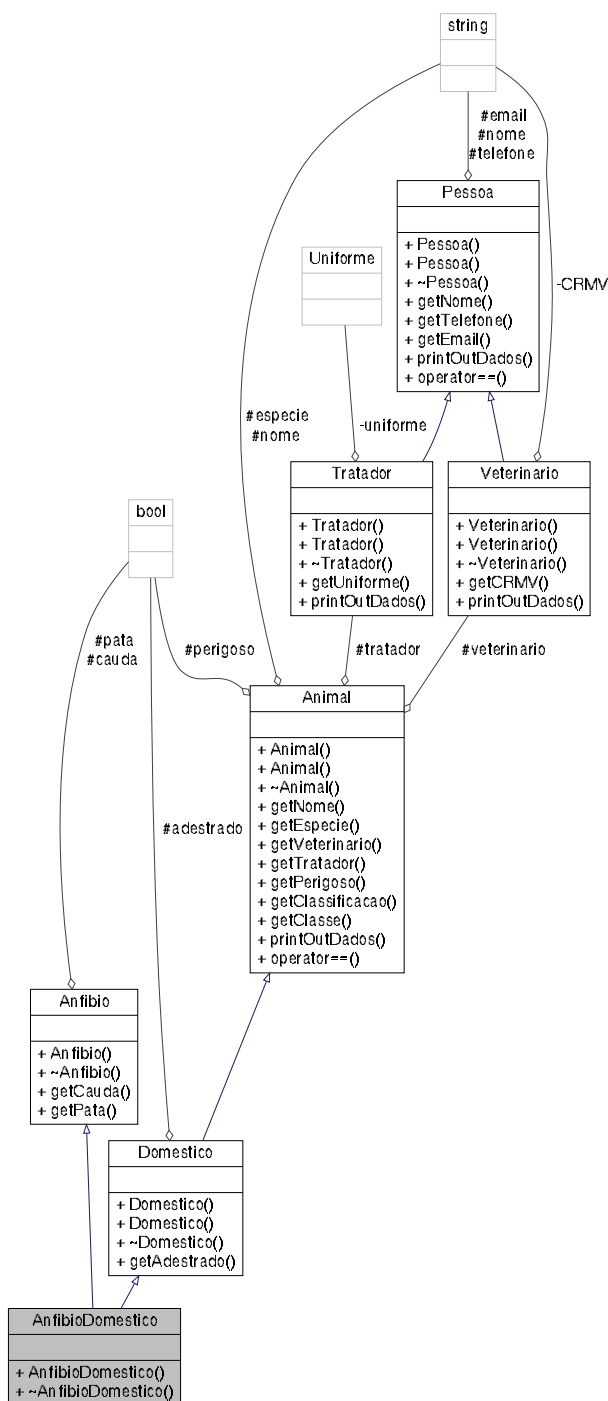 string
#email
#nome
#telefone
Pessoa
+ Pessoa()
+ Pessoa()
+ ~Pessoa()
+ getNome()
+ getTelefone()
+ getEmail()
+ printOutDados()
+ operator==()
Uniforme
-CRMV
#especie
#nome
-uniforme
Tratador
+ Tratador()
+ Tratador()
+ ~Tratador()
+ getUniforme()
+ printOutDados()
Veterinario
+ Veterinario()
+ Veterinario()
+ ~Veterinario()
+ getCRMV()
+ printOutDados()
bool
#pata
#cauda
#perigoso
#tratador
#veterinario
Animal
+ Animal()
+ Animal()
+ ~Animal()
+ getNome()
+ getEspecie()
+ getVeterinario()
+ getTratador()
+ getPerigoso()
+ getClassificacao()
+ getClasse()
+ printOutDados()
+ operator==()
#adestrado
Anfibio
+ Anfibio()
+ ~Anfibio()
+ getCauda()
+ getPata()
Domestico
+ Domestico()
+ Domestico()
+ ~Domestico()
+ getAdestrado()
AnfibioDomestico
+ AnfibioDomestico()
+ ~AnfibioDomestico()